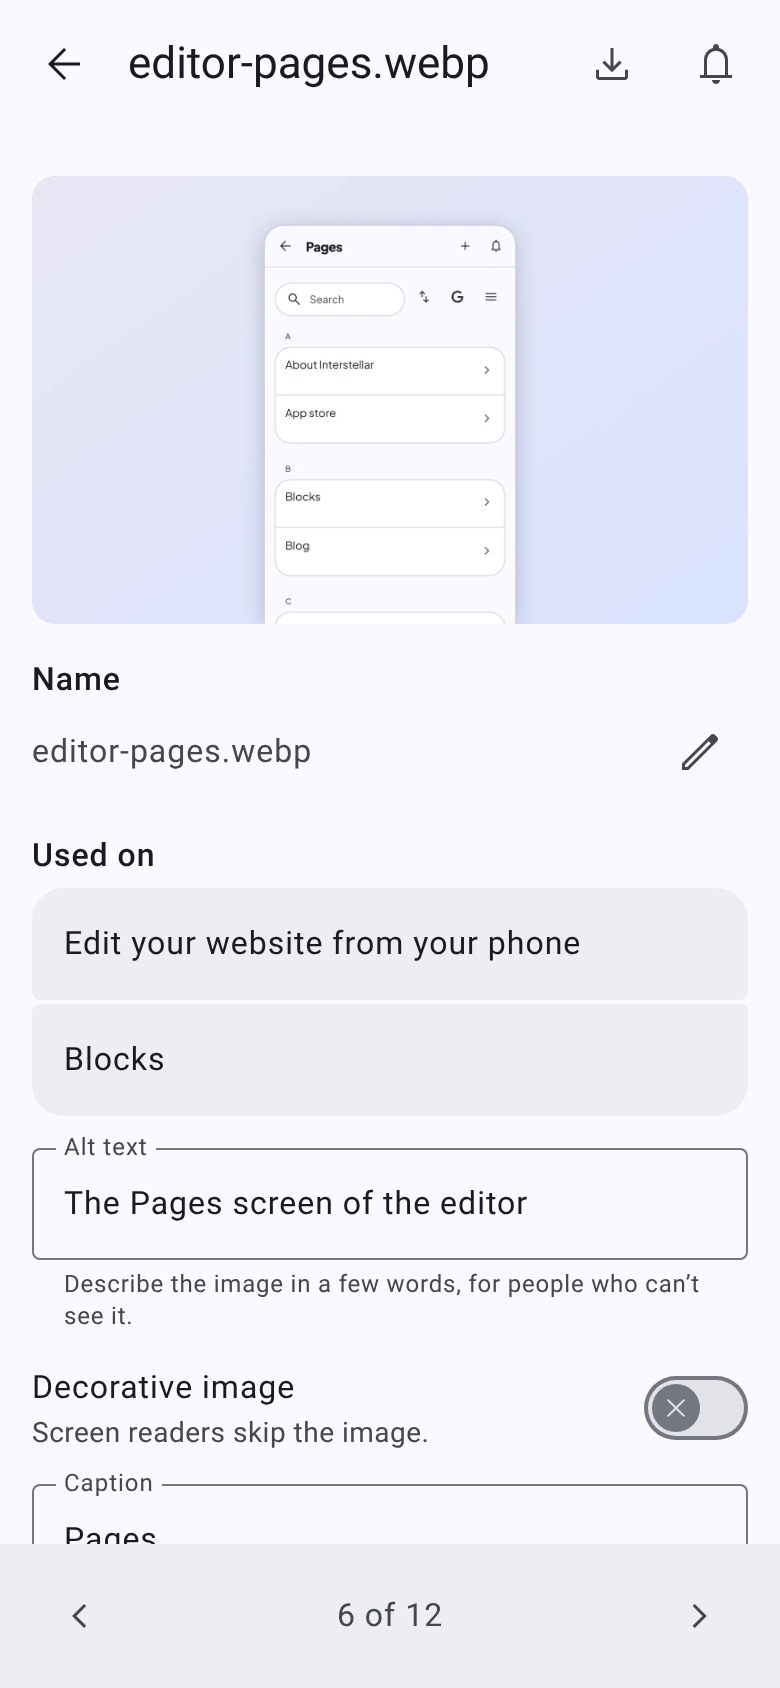 editor-pages.webp
Pages
Search
G
A
About Interstellar
App store
B
Blocks
Blog
C
Name
editor-pages.webp
Used on
Edit your website from your phone
Blocks
Alt text
The Pages screen of the editor
Describe the image in a few words, for people who can’t
see it.
Decorative image
Screen readers skip the image.
Caption
Pages
6 of 12